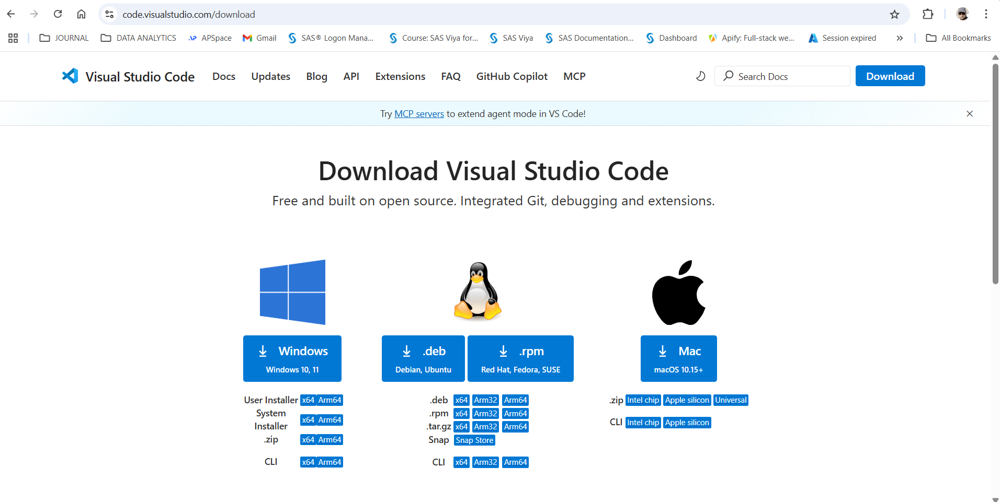 code.visualstudio.com/download
JOURNAL DATA ANALYTICS APSpace Gmail SAS® Logon Mana... Course: SAS Viya for... SAS Viya SAS Documentation... Dashboard Apify: Full-stack we... Session expired » All Bookmarks
Visual Studio Code Docs Updates Blog API Extensions FAQ GitHub Copilot MCP Search Docs Download
Try MCP servers to extend agent mode in VS Code!
Download Visual Studio Code
Free and built on open source. Integrated Git, debugging and extensions.
Windows
Windows 10, 11
User Installer x64 Arm64
System
Installer x64 Arm64
.zip x64 Arm64
CLI x64 Arm64
.deb
Debian, Ubuntu
.rpm
Red Hat, Fedora, SUSE
.deb x64 Arm32 Arm64
.rpm x64 Arm32 Arm64
.tar.gz x64 Arm32 Arm64
Snap Snap Store
CLI x64 Arm32 Arm64
Mac
macOS 10.15+
.zip Intel chip Apple silicon Universal
CLI Intel chip Apple silicon